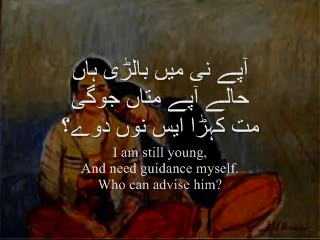 آپے نی میں بالڑی ہاں
حالے آپے متاں جوگی
مت کہڑا ایس نوں دوے؟
I am still young,
And need guidance myself.
Who can advise him?